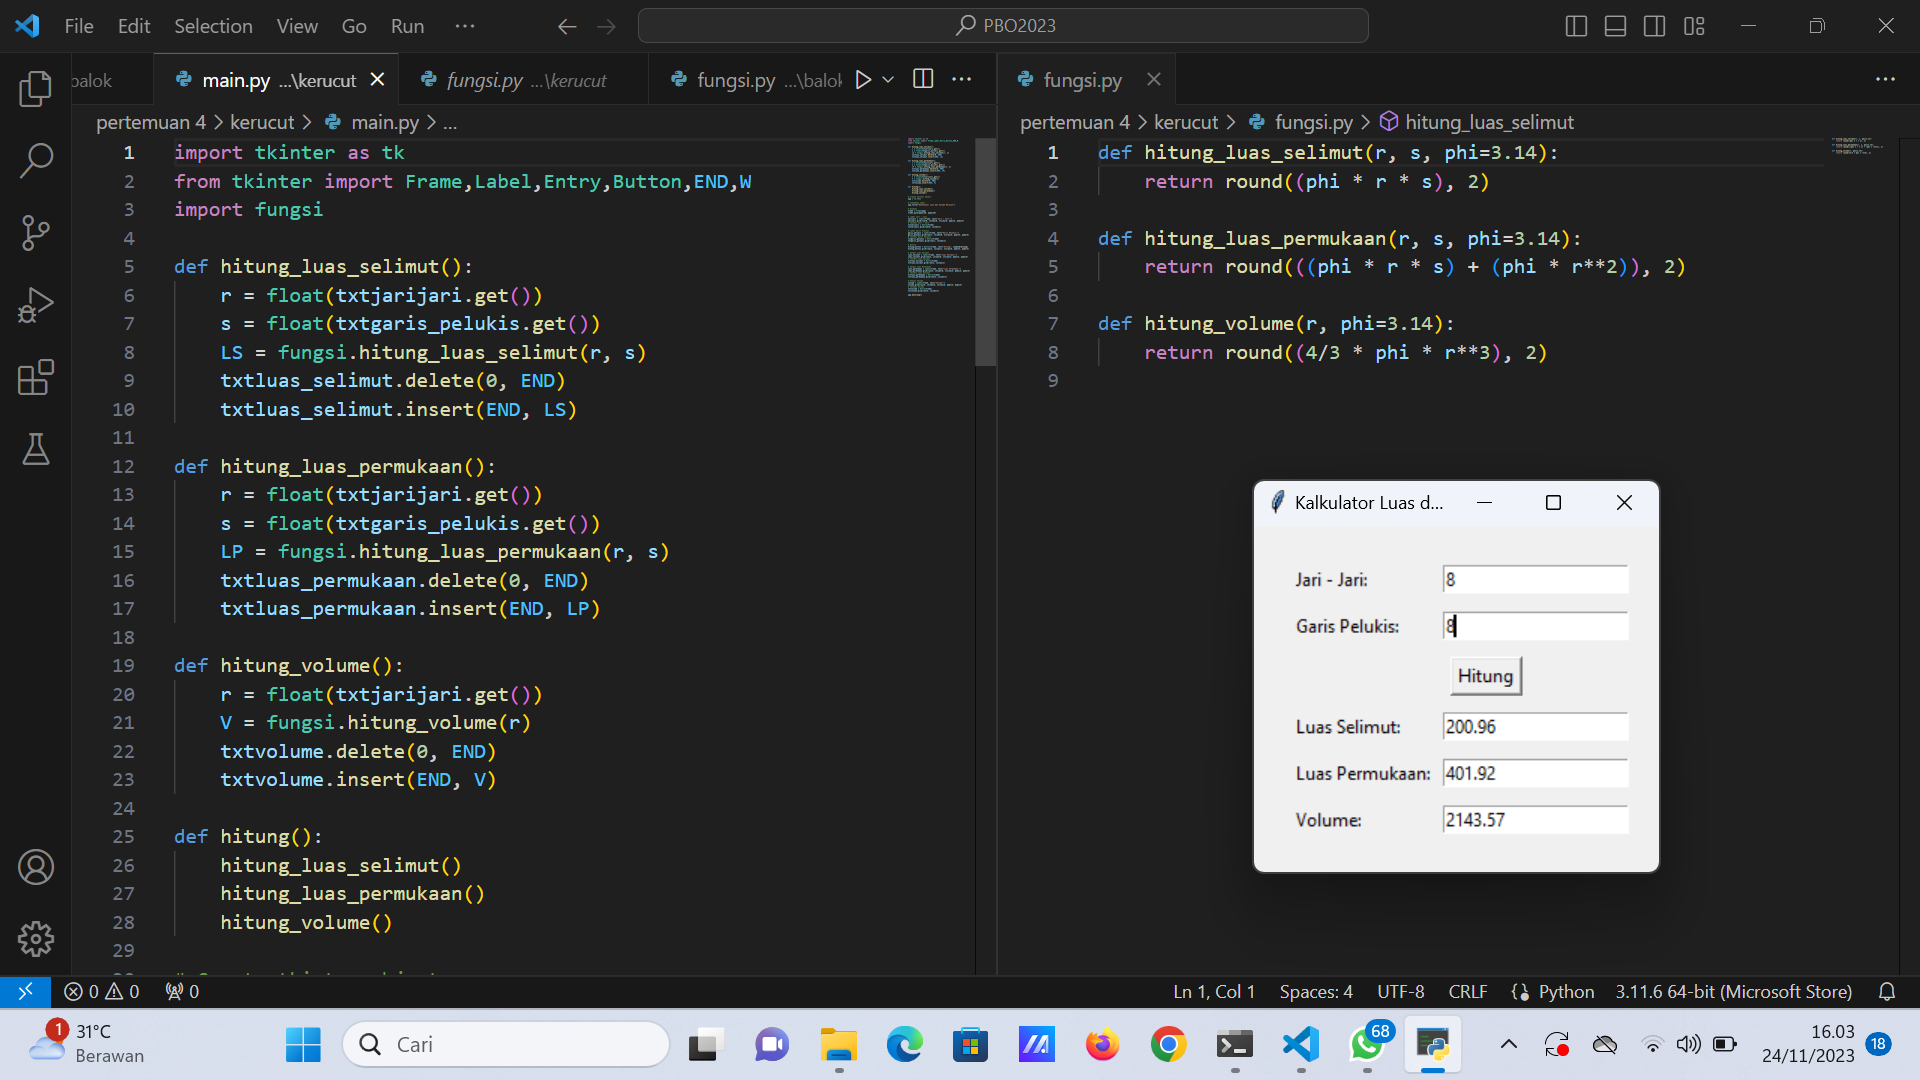 File Edit Selection View Go Run ··· PBO2023
balok main.py ...\kerucut fungsi.py ...\kerucut fungsi.py ...\balok fungsi.py
pertemuan 4 > kerucut > main.py > ...
1 import tkinter as tk
2 from tkinter import Frame,Label,Entry,Button,END,W
3 import fungsi
4
5 def hitung_luas_selimut():
6 r = float(txtjarijari.get())
7 s = float(txtgaris_pelukis.get())
8 LS = fungsi.hitung_luas_selimut(r, s)
9 txtluas_selimut.delete(0, END)
10 txtluas_selimut.insert(END, LS)
11
12 def hitung_luas_permukaan():
13 r = float(txtjarijari.get())
14 s = float(txtgaris_pelukis.get())
15 LP = fungsi.hitung_luas_permukaan(r, s)
16 txtluas_permukaan.delete(0, END)
17 txtluas_permukaan.insert(END, LP)
18
19 def hitung_volume():
20 r = float(txtjarijari.get())
21 V = fungsi.hitung_volume(r)
22 txtvolume.delete(0, END)
23 txtvolume.insert(END, V)
24
25 def hitung():
26 hitung_luas_selimut()
27 hitung_luas_permukaan()
28 hitung_volume()
29
pertemuan 4 > kerucut > fungsi.py > hitung_luas_selimut
1 def hitung_luas_selimut(r, s, phi=3.14):
2 return round((phi * r * s), 2)
3
4 def hitung_luas_permukaan(r, s, phi=3.14):
5 return round(((phi * r * s) + (phi * r**2)), 2)
6
7 def hitung_volume(r, phi=3.14):
8 return round((4/3 * phi * r**3), 2)
9
Kalkulator Luas d...
Jari - Jari: 8
Garis Pelukis: 8
Hitung
Luas Selimut: 200.96
Luas Permukaan: 401.92
Volume: 2143.57
0 0 0 Ln 1, Col 1 Spaces: 4 UTF-8 CRLF Python 3.11.6 64-bit (Microsoft Store)
1 31°C
Berawan
Cari
68
16.03
24/11/2023
18